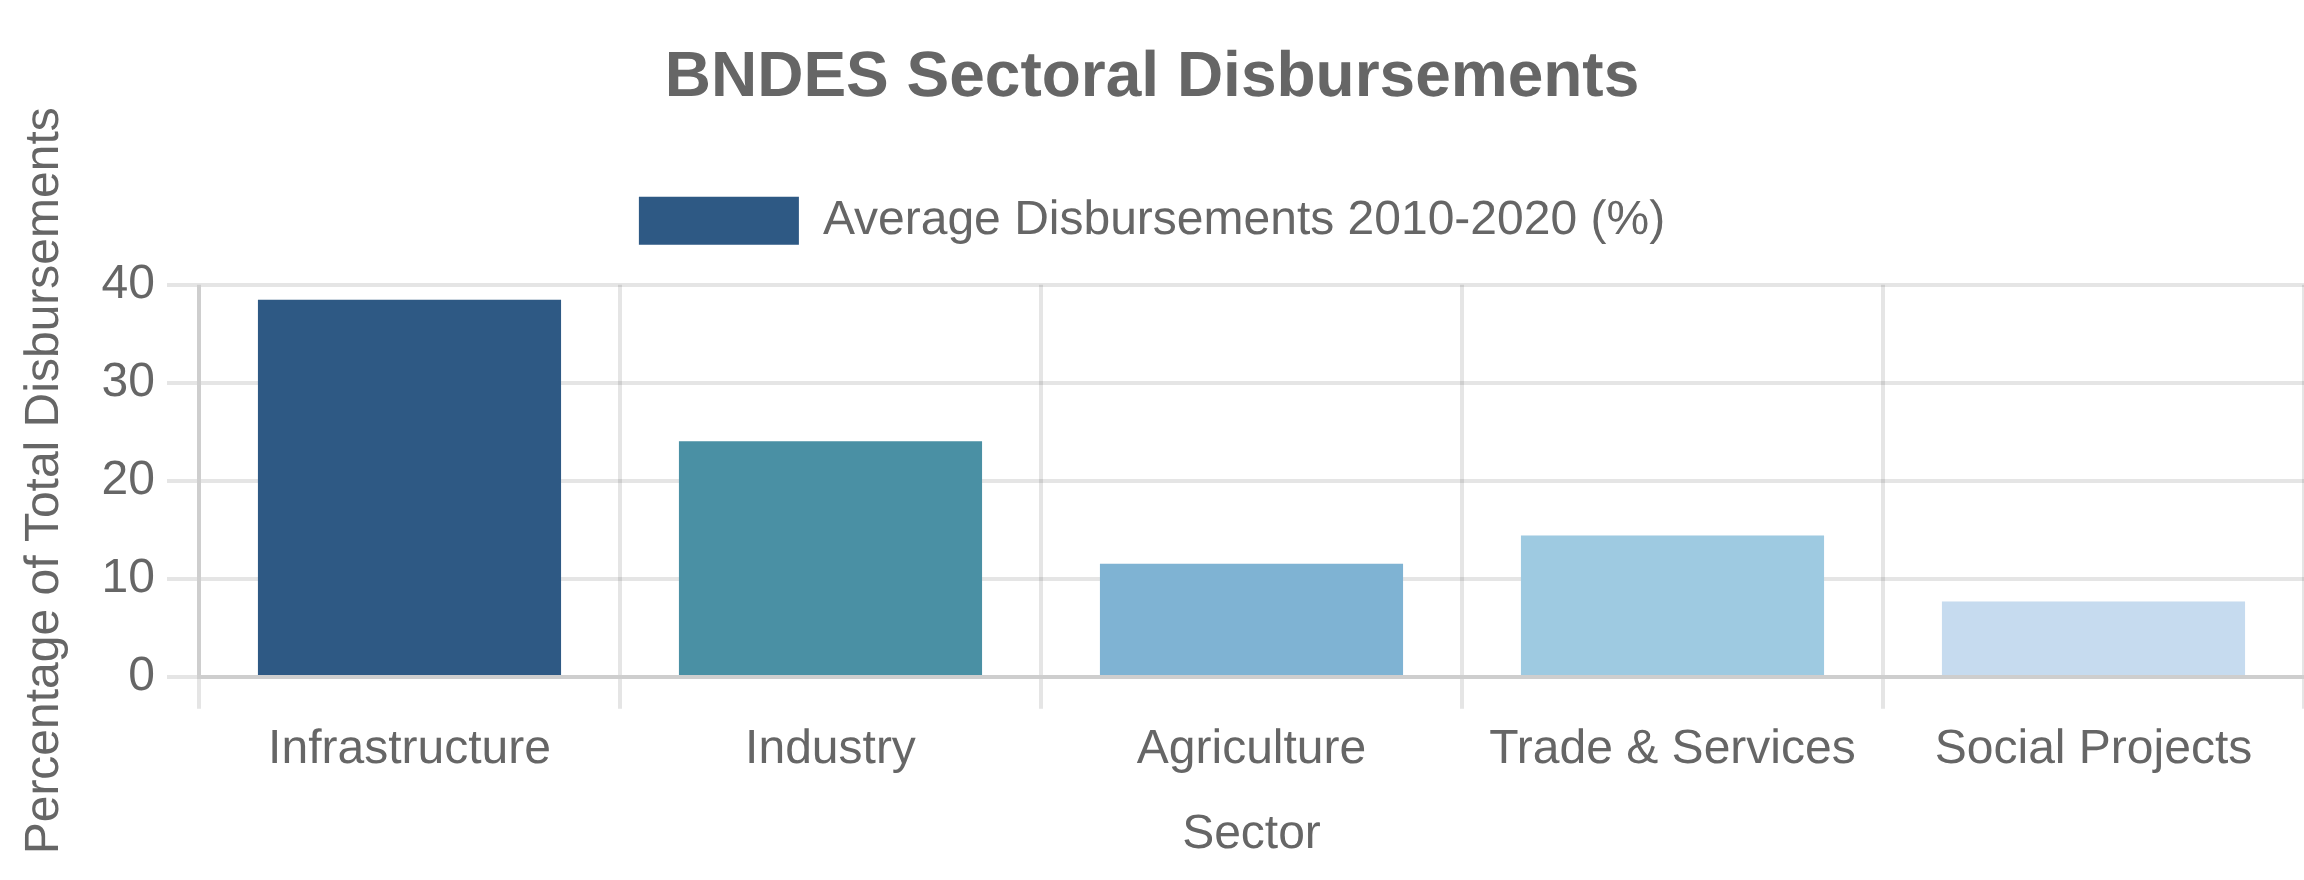 BNDES Sectoral Disbursements
Average Disbursements 2010-2020 (%)
Percentage of Total Disbursements
40
30
20
10
0
Infrastructure
Industry
Agriculture
Trade & Services
Social Projects
Sector